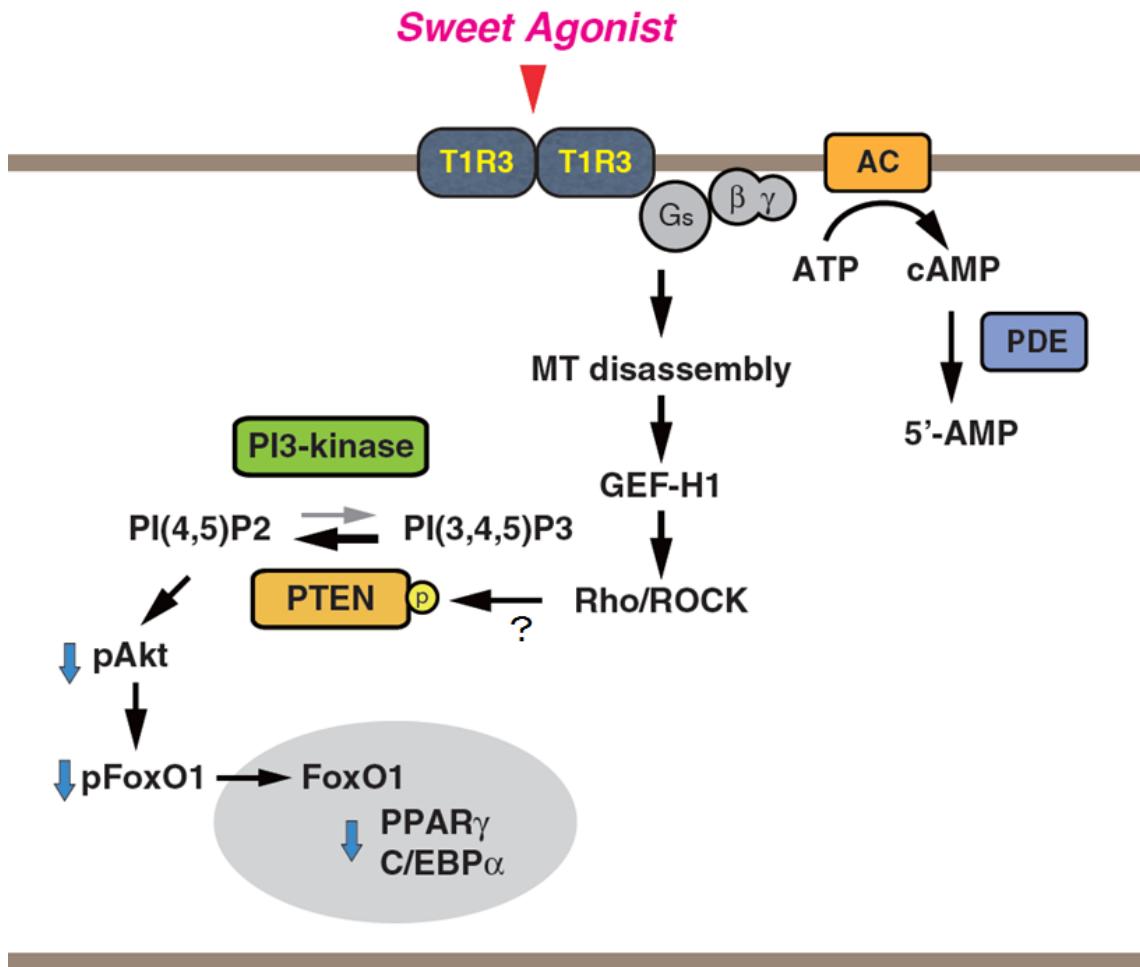 Sweet Agonist
T1R3 T1R3
AC
Gs
β γ
ATP cAMP
PDE
MT disassembly
5’-AMP
PI3-kinase
GEF-H1
PI(4,5)P2 PI(3,4,5)P3
PTEN p
Rho/ROCK
?
pAkt
pFoxO1 FoxO1
PPARγ
C/EBPα